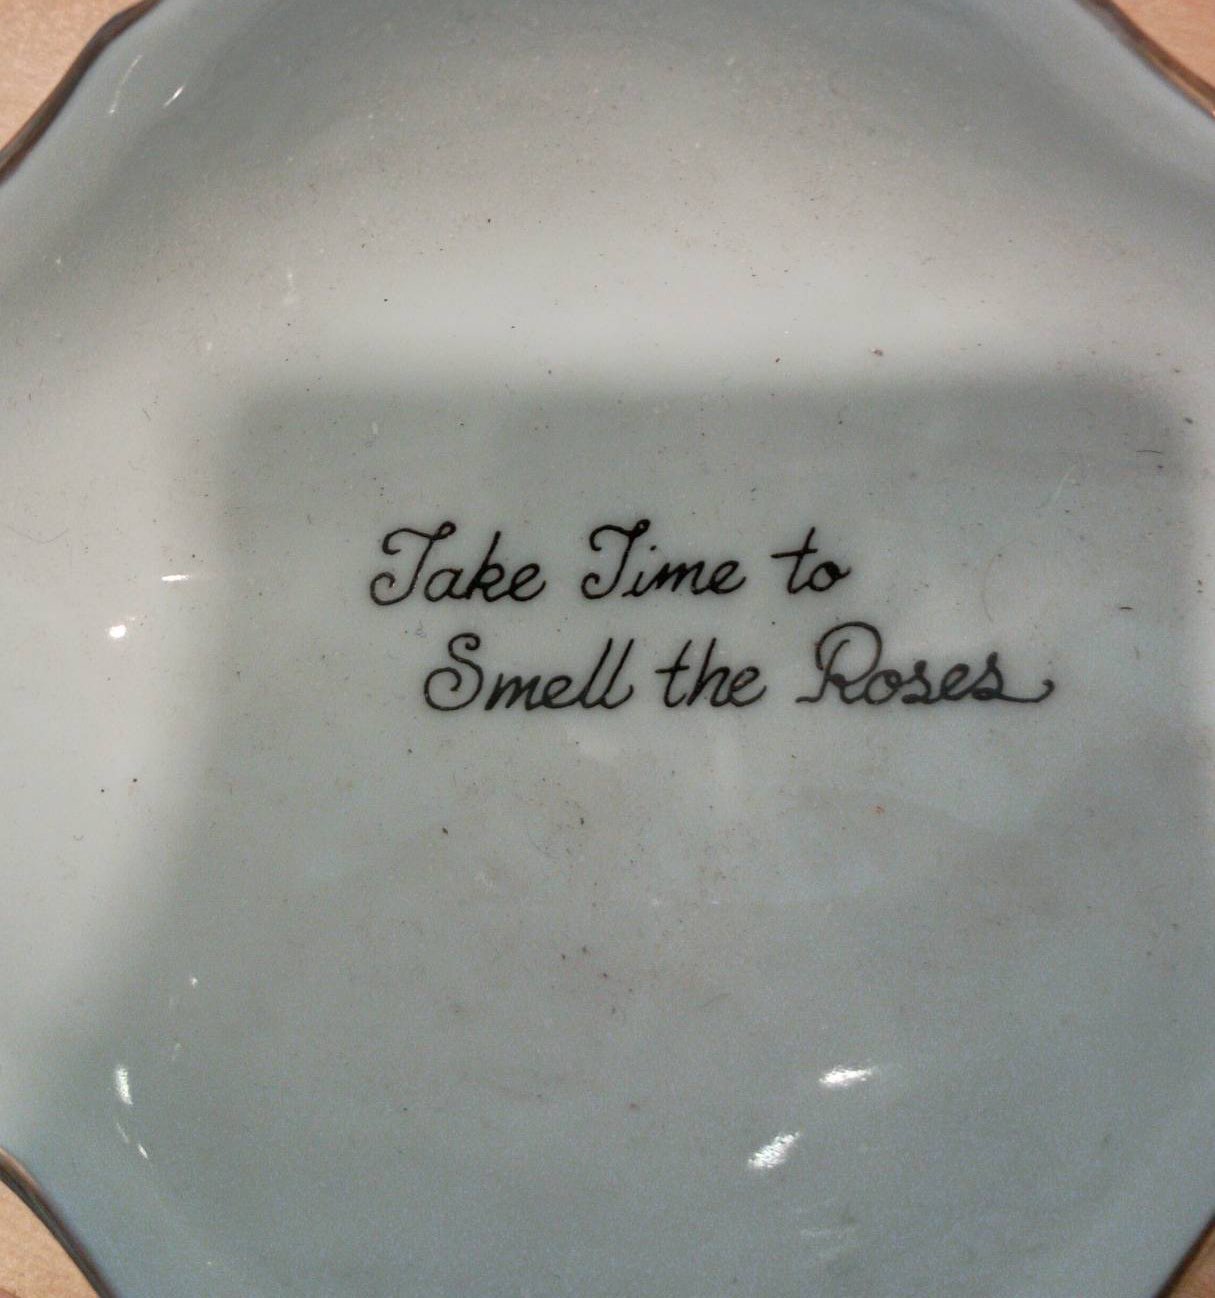 Take Time to
Smell the Roses